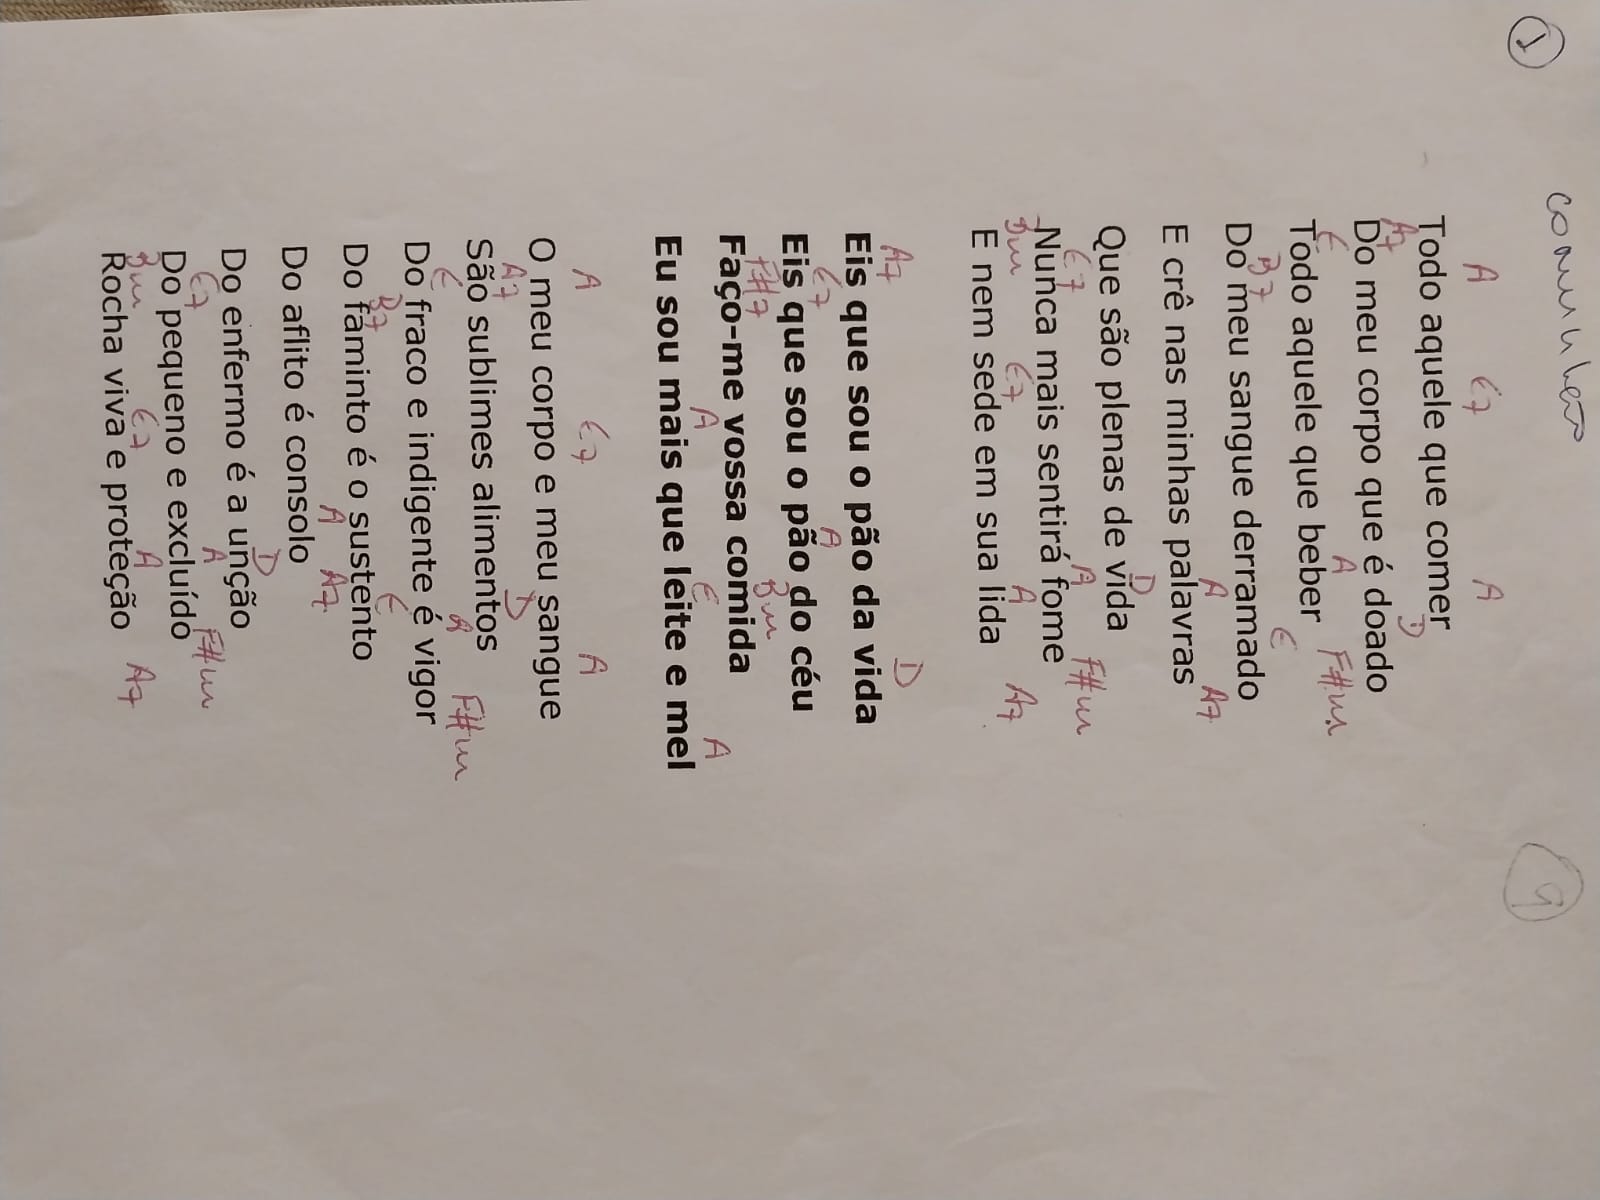 comunhão
1 9
A E7 A
Todo aquele que comer
A7 D
Do meu corpo que é doado
E A F#m
Todo aquele que beber
B7 E
Do meu sangue derramado
A A7
E crê nas minhas palavras
D
Que são plenas de vida
E7 A F#m
Nunca mais sentirá fome
Bm E7 A A7
E nem sede em sua lida
A7 D
Eis que sou o pão da vida
E7 A
Eis que sou o pão do céu
F#7 Bm
Faço-me vossa comida
A E A
Eu sou mais que leite e mel
A E7 A
O meu corpo e meu sangue
A7 D
São sublimes alimentos
E A F#m
Do fraco e indigente é vigor
B7 E
Do faminto é o sustento
A A7
Do aflito é consolo
D
Do enfermo é a unção
E7 A F#m
Do pequeno e excluído
Bm E7 A A7
Rocha viva e proteção